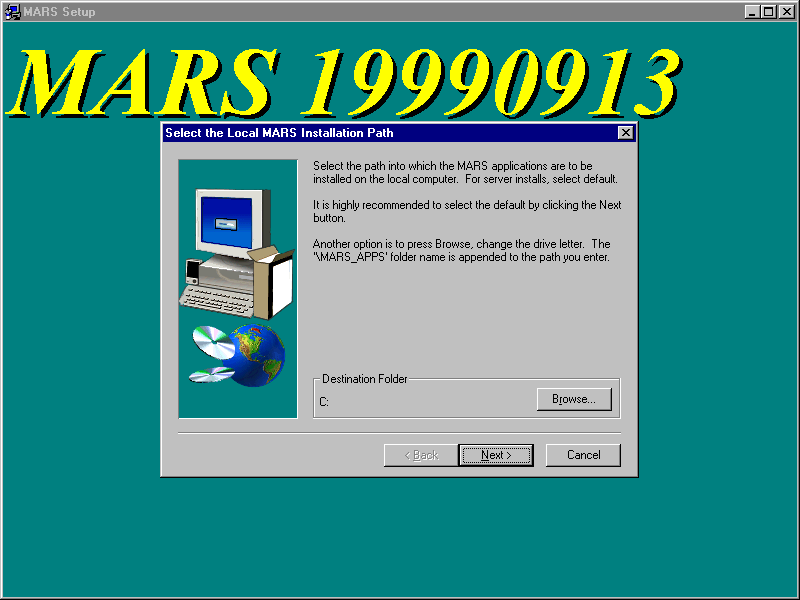 MARS Setup
MARS 19990913
Select the Local MARS Installation Path
Select the path into which the MARS applications are to be
installed on the local computer.  For server installs, select default.
It is highly recommended to select the default by clicking the Next
button.
Another option is to press Browse, change the drive letter.  The
'\MARS_APPS' folder name is appended to the path you enter.
Destination Folder
C:
Browse...
< Back
Next >
Cancel